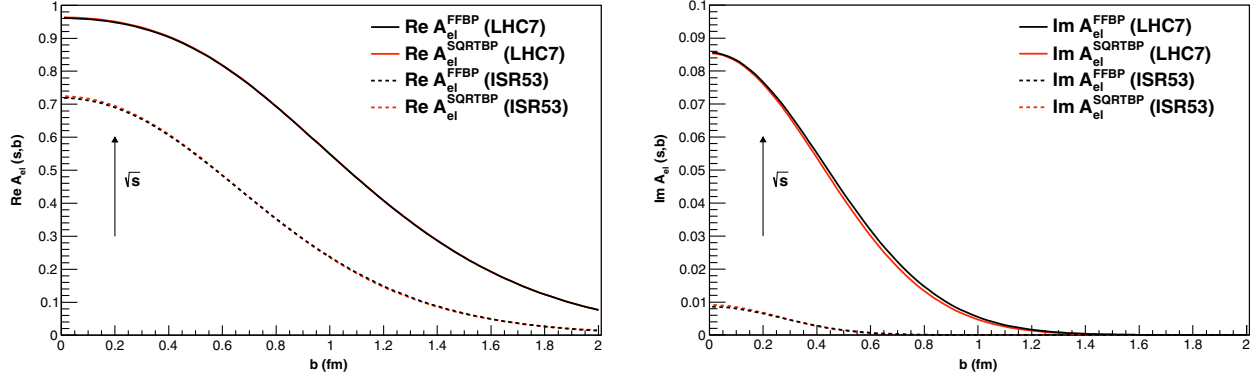 Re A_el^FFBP (LHC7)
Re A_el^SQRTBP (LHC7)
Re A_el^FFBP (ISR53)
Re A_el^SQRTBP (ISR53)
√s
Re A_el (s,b)
1
0.9
0.8
0.7
0.6
0.5
0.4
0.3
0.2
0.1
0
0 0.2 0.4 0.6 0.8 1 1.2 1.4 1.6 1.8 2
b (fm)
Im A_el^FFBP (LHC7)
Im A_el^SQRTBP (LHC7)
Im A_el^FFBP (ISR53)
Im A_el^SQRTBP (ISR53)
√s
Im A_el (s,b)
0.1
0.09
0.08
0.07
0.06
0.05
0.04
0.03
0.02
0.01
0
0 0.2 0.4 0.6 0.8 1 1.2 1.4 1.6 1.8 2
b (fm)